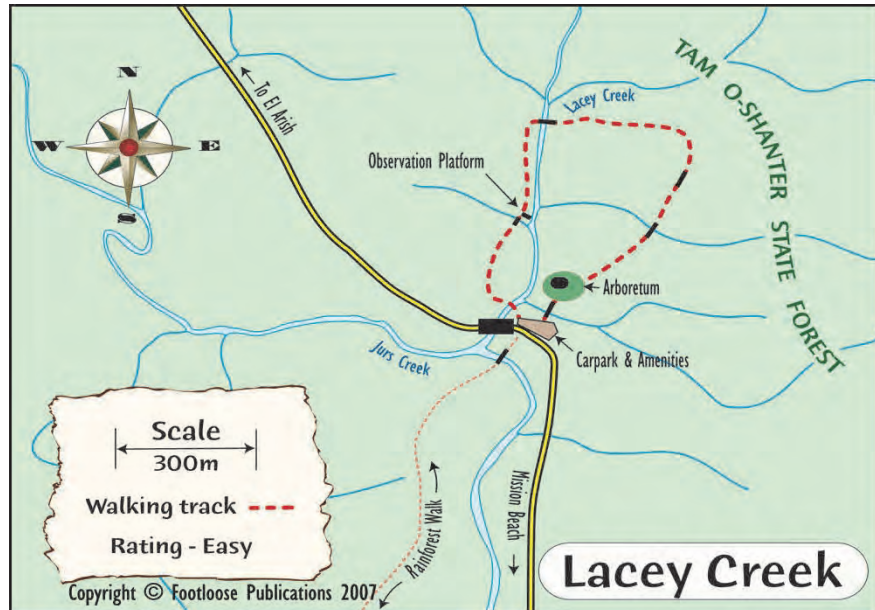 N
W
E
S
To El Arish
Lacey Creek
TAM O-SHANTER STATE FOREST
Observation Platform
Arboretum
Carpark & Amenities
Jurs Creek
Mission Beach
Rainforest Walk
Scale
300m
Walking track
Rating - Easy
Copyright © Footloose Publications 2007
Lacey Creek